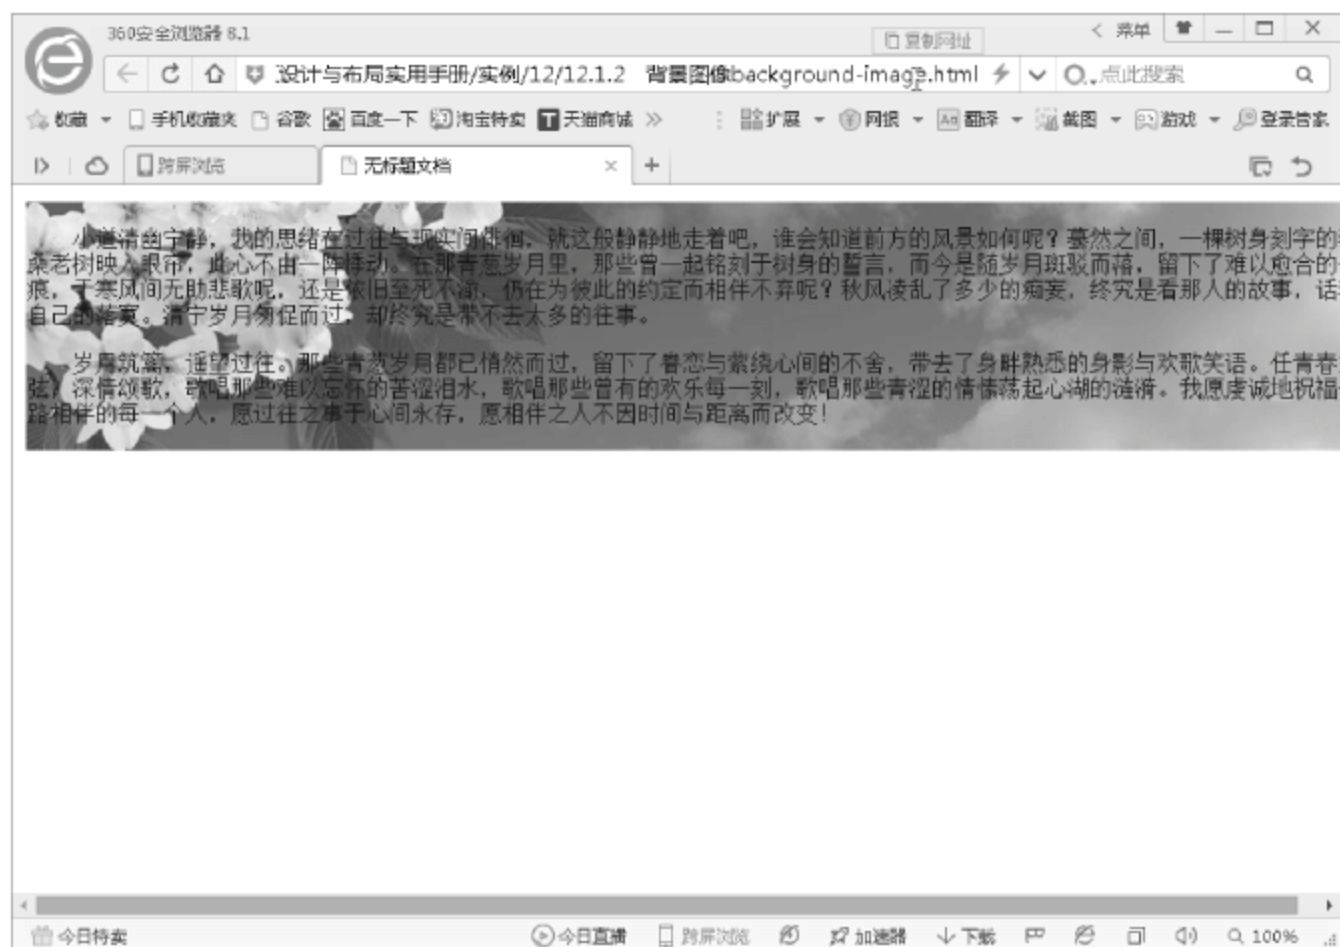 360安全浏览器 8.1
复制网址
菜单
设计与布局实用手册/实例/12/12.1.2 背景图像background-image.html
点此搜索
收藏 手机收藏夹 谷歌 百度一下 淘宝特卖 天猫商城 扩展 网银 翻译 截图 游戏 登录管家
跨屏浏览 无标题文档
小道清幽宁静，我的思绪在过往与现实间徘徊，就这般静静地走着吧，谁会知道前方的风景如何呢？蓦然之间，一棵树身刻字的
桑老树映入眼帘，此心不由一阵悸动。在那青葱岁月里，那些曾一起铭刻于树身的誓言，而今是随岁月斑驳而落，留下了难以愈合的
痕，于寒风间无助悲歌呢，还是依旧至死不渝，仍在为彼此的约定而相伴不弃呢？秋风凌乱了多少的痴妄，终究是看那人的故事，话
自己的落寞。清宁岁月匆促而过，却终究是带不去太多的往事。
岁月筑篱，遥望过往。那些青葱岁月都已悄然而过，留下了眷恋与萦绕心间的不舍，带去了身畔熟悉的身影与欢歌笑语。任青春
弦，深情颂歌，歌唱那些难以忘怀的苦涩泪水，歌唱那些曾有的欢乐每一刻，歌唱那些青涩的情愫荡起心湖的涟漪。我愿虔诚地祝福
路相伴的每一个人，愿过往之事于心间永存，愿相伴之人不因时间与距离而改变！
今日特卖 今日直播 跨屏浏览 加速器 下载 100%